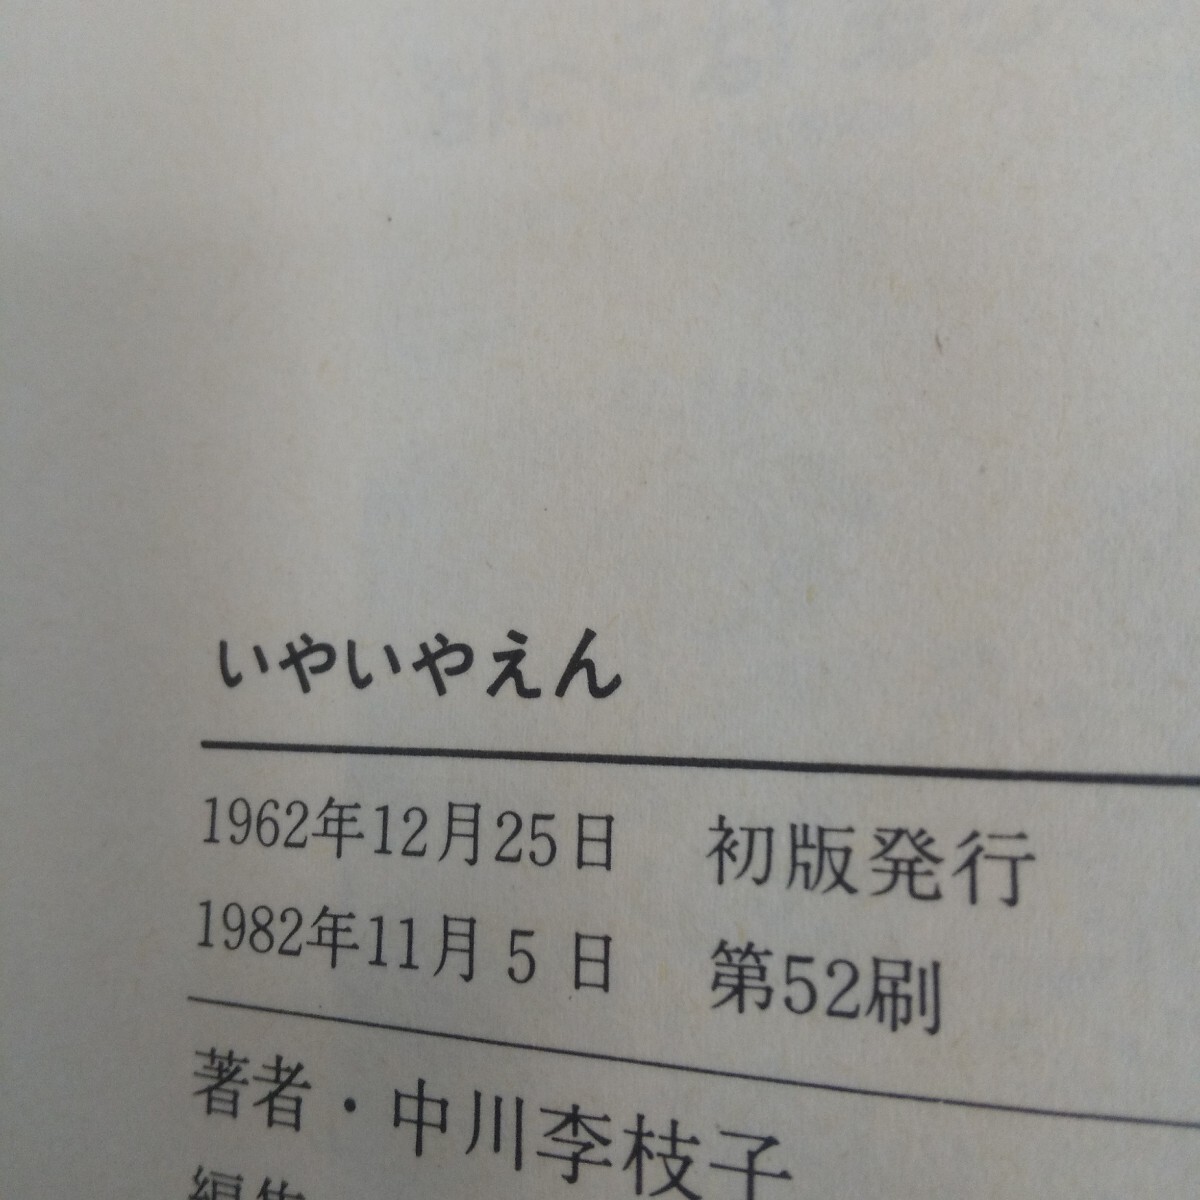 いやいやえん
1962年12月25日 初版発行
1982年11月5日 第52刷
著者・中川李枝子
編集